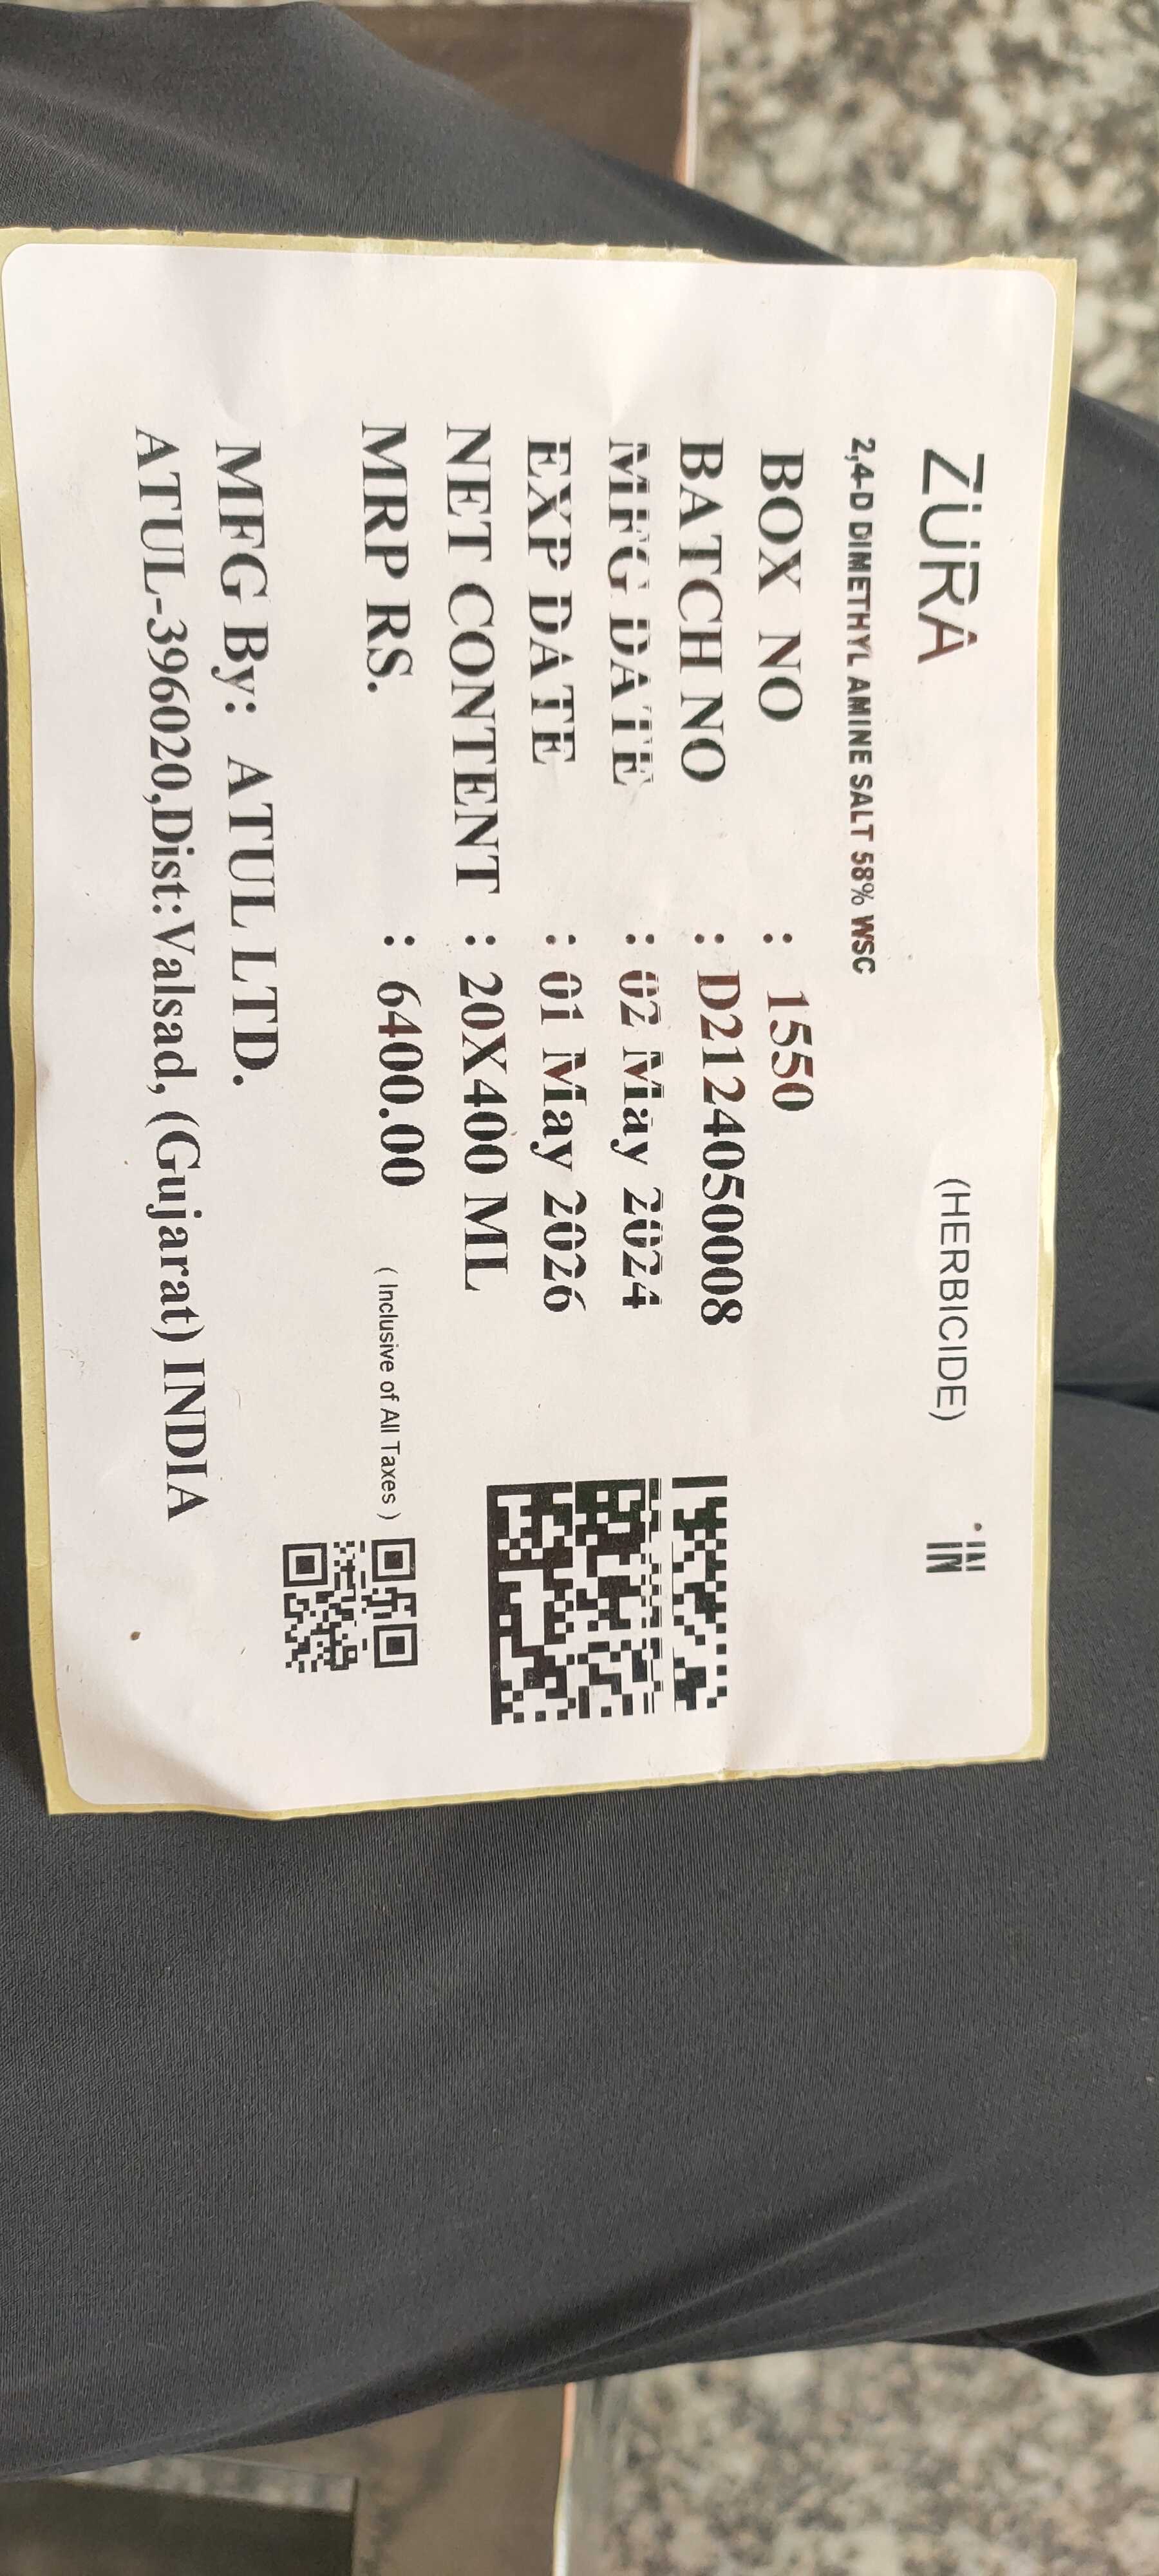 ZURA (HERBICIDE)
2,4-D DIMETHYL AMINE SALT 58% WSC
BOX NO : 1550
BATCH NO : D2124050008
MFG DATE : 02 May 2024
EXP DATE : 01 May 2026
NET CONTENT : 20X400 ML
MRP RS. : 6400.00 ( Inclusive of All Taxes )
MFG By: ATUL LTD.
ATUL-396020,Dist:Valsad, (Gujarat) INDIA